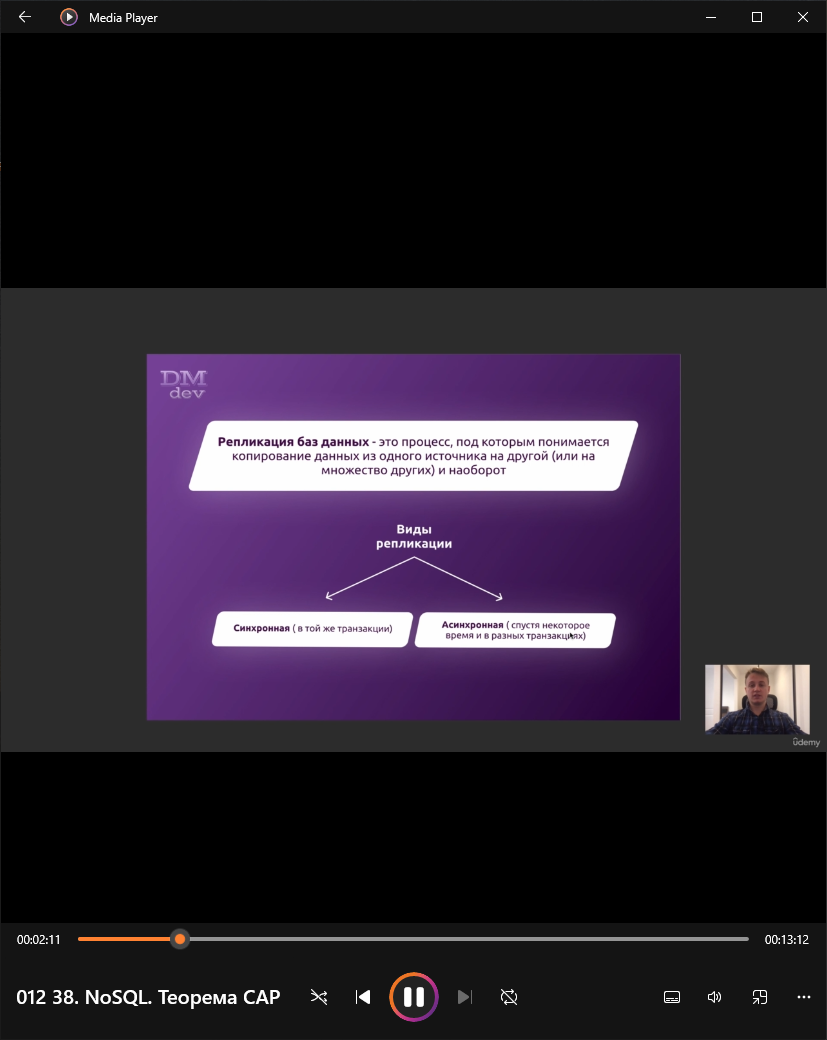 Media Player
DM
dev
Репликация баз данных - это процесс, под которым понимается
копирование данных из одного источника на другой (или на
множество других) и наоборот
Виды
репликации
Синхронная ( в той же транзакции)
Асинхронная ( спустя некоторое
время и в разных транзакциях)
ûdemy
00:02:11
00:13:12
012 38. NoSQL. Теорема CAP